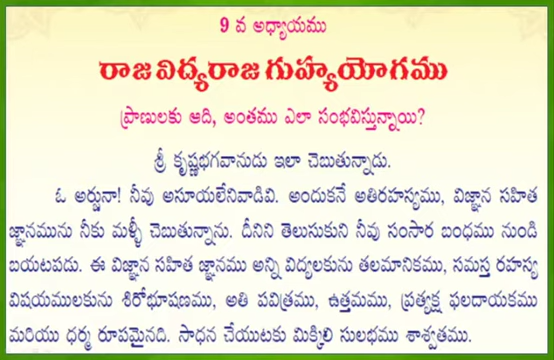 9 వ అధ్యాయము
రాజవిద్యరాజగుహ్యయోగము
ప్రాణులకు ఆది, అంతము ఎలా సంభవిస్తున్నాయి?
శ్రీ కృష్ణభగవానుడు ఇలా చెబుతున్నాడు.
ఓ అర్జునా! నీవు అసూయలేనివాడివి. అందుకనే అతిరహస్యము, విజ్ఞాన సహిత
జ్ఞానమును నీకు మళ్ళీ చెబుతున్నాను. దీనిని తెలుసుకుని నీవు సంసార బంధము నుండి
బయటపడు. ఈ విజ్ఞాన సహిత జ్ఞానము అన్ని విద్యలకును తలమానికము, సమస్త రహస్య
విషయములకును శిరోభూషణము, అతి పవిత్రము, ఉత్తమము, ప్రత్యక్ష ఫలదాయకము
మరియు ధర్మ రూపమైనది. సాధన చేయుటకు మిక్కిలి సులభము శాశ్వతము.